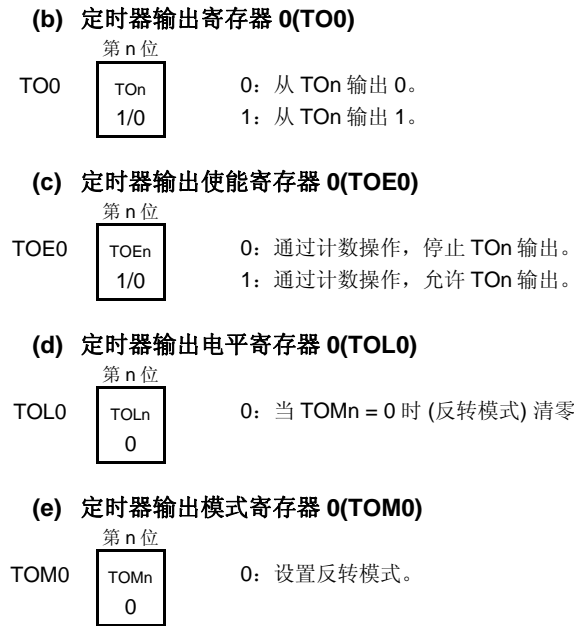 (b) 定时器输出寄存器 0(TO0)
第 n 位
TO0 TOn 0：从 TOn 输出 0。
1/0 1：从 TOn 输出 1。
(c) 定时器输出使能寄存器 0(TOE0)
第 n 位
TOE0 TOEn 0：通过计数操作，停止 TOn 输出。
1/0 1：通过计数操作，允许 TOn 输出。
(d) 定时器输出电平寄存器 0(TOL0)
第 n 位
TOL0 TOLn 0：当 TOMn = 0 时 (反转模式) 清零
0
(e) 定时器输出模式寄存器 0(TOM0)
第 n 位
TOM0 TOMn 0：设置反转模式。
0